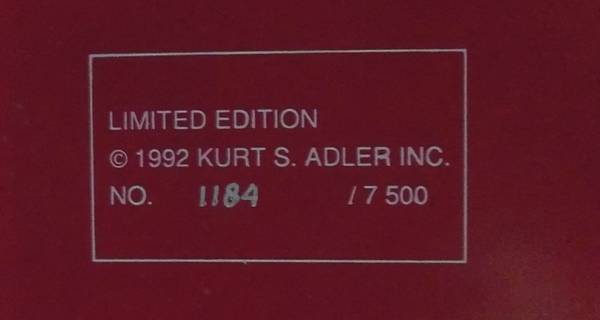 LIMITED EDITION
© 1992 KURT S. ADLER INC.
NO. 1184 / 7 500